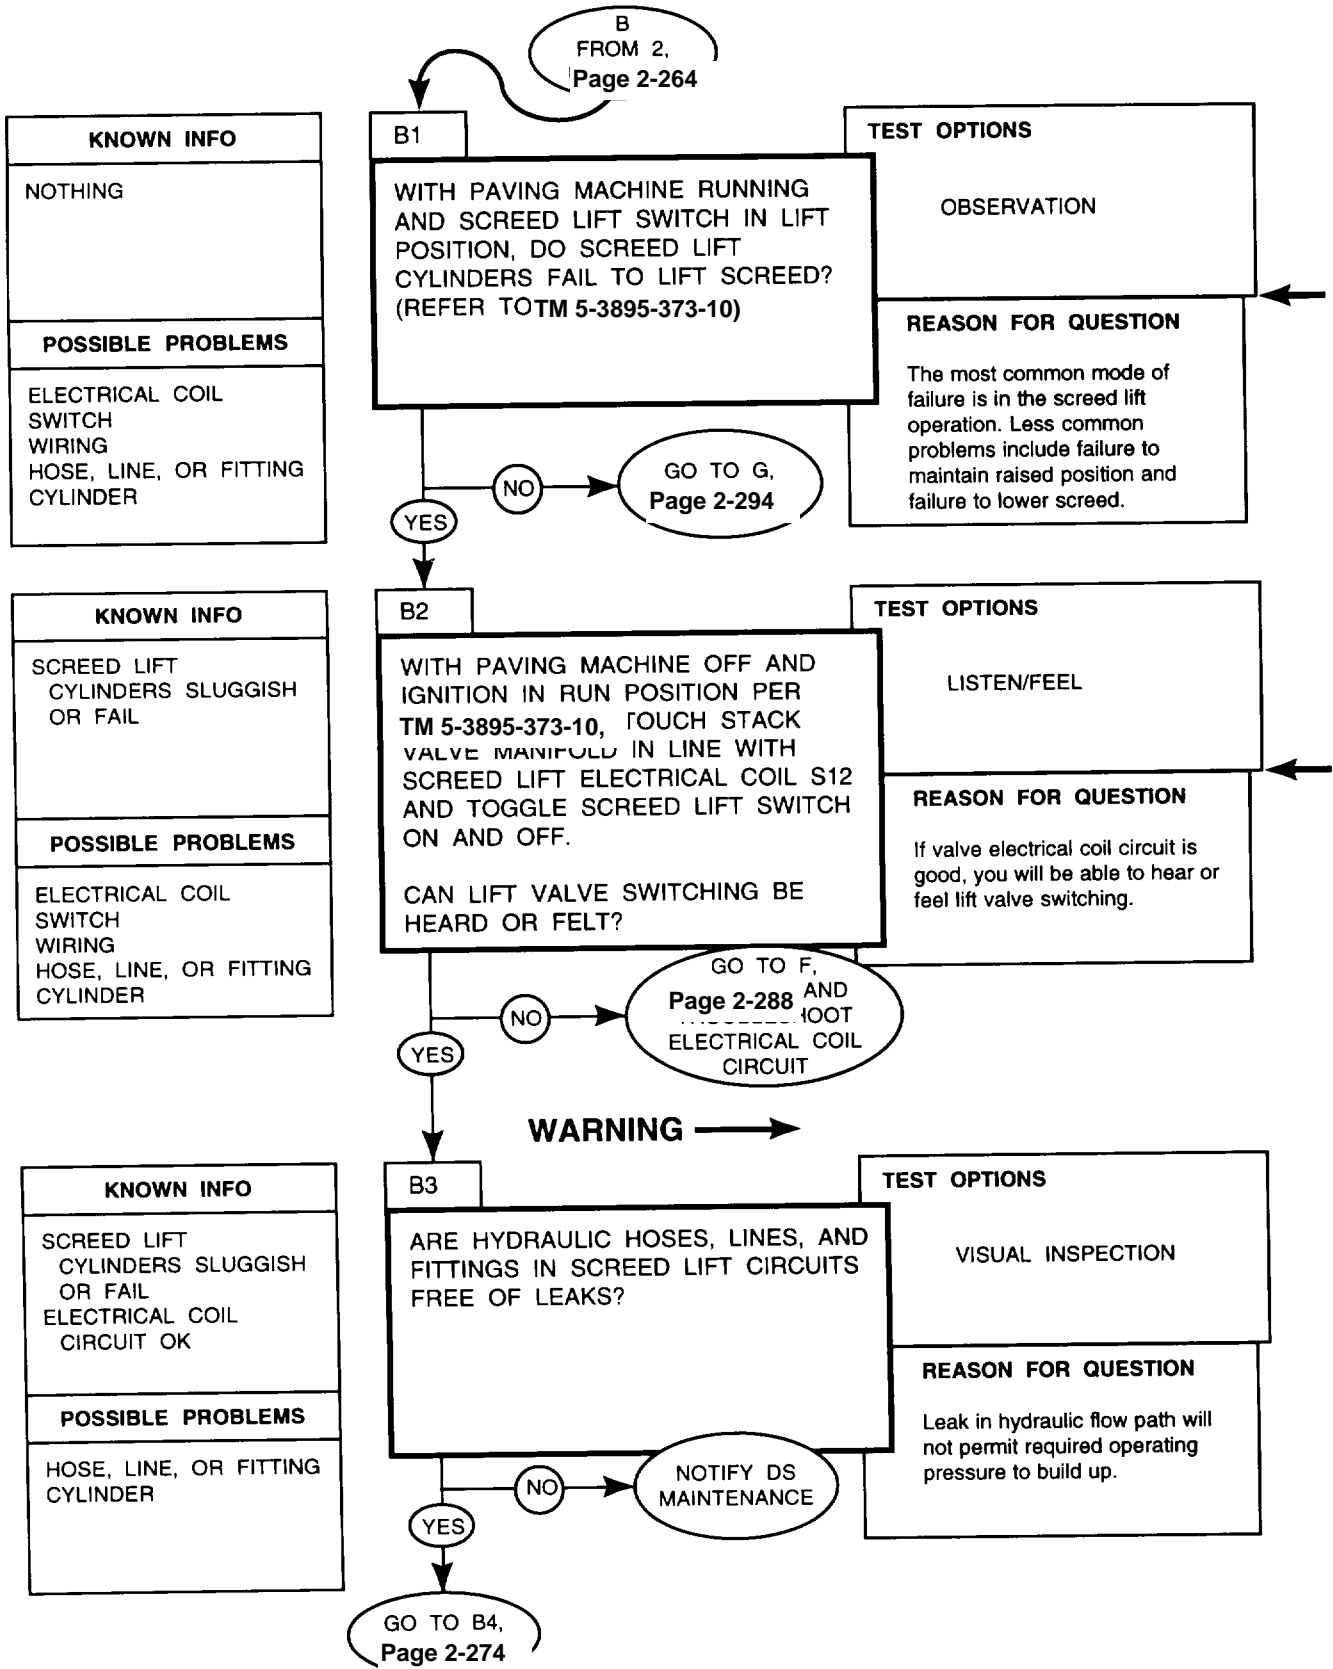 B
FROM 2,
Page 2-264
KNOWN INFO
NOTHING
POSSIBLE PROBLEMS
ELECTRICAL COIL
SWITCH
WIRING
HOSE, LINE, OR FITTING
CYLINDER
B1
WITH PAVING MACHINE RUNNING
AND SCREED LIFT SWITCH IN LIFT
POSITION, DO SCREED LIFT
CYLINDERS FAIL TO LIFT SCREED?
(REFER TO TM 5-3895-373-10)
TEST OPTIONS
OBSERVATION
REASON FOR QUESTION
The most common mode of
failure is in the screed lift
operation. Less common
problems include failure to
maintain raised position and
failure to lower screed.
NO
GO TO G,
Page 2-294
YES
KNOWN INFO
SCREED LIFT
CYLINDERS SLUGGISH
OR FAIL
POSSIBLE PROBLEMS
ELECTRICAL COIL
SWITCH
WIRING
HOSE, LINE, OR FITTING
CYLINDER
B2
WITH PAVING MACHINE OFF AND
IGNITION IN RUN POSITION PER
TM 5-3895-373-10, TOUCH STACK
VALVE MANIFOLD IN LINE WITH
SCREED LIFT ELECTRICAL COIL S12
AND TOGGLE SCREED LIFT SWITCH
ON AND OFF.
CAN LIFT VALVE SWITCHING BE
HEARD OR FELT?
TEST OPTIONS
LISTEN/FEEL
REASON FOR QUESTION
If valve electrical coil circuit is
good, you will be able to hear or
feel lift valve switching.
NO
GO TO F,
Page 2-288 AND
TROUBLESHOOT
ELECTRICAL COIL
CIRCUIT
YES
WARNING
KNOWN INFO
SCREED LIFT
CYLINDERS SLUGGISH
OR FAIL
ELECTRICAL COIL
CIRCUIT OK
POSSIBLE PROBLEMS
HOSE, LINE, OR FITTING
CYLINDER
B3
ARE HYDRAULIC HOSES, LINES, AND
FITTINGS IN SCREED LIFT CIRCUITS
FREE OF LEAKS?
TEST OPTIONS
VISUAL INSPECTION
REASON FOR QUESTION
Leak in hydraulic flow path will
not permit required operating
pressure to build up.
NO
NOTIFY DS
MAINTENANCE
YES
GO TO B4,
Page 2-274